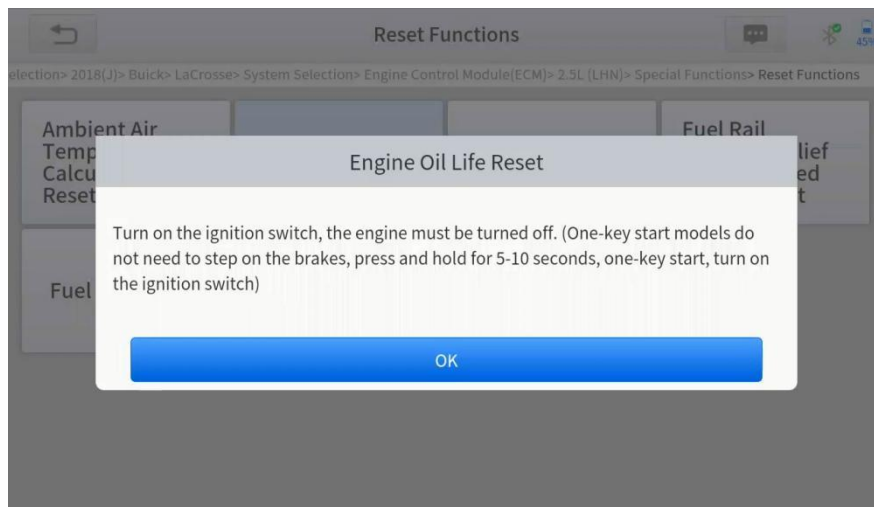 Reset Functions
45%
election> 2018(J)> Buick> LaCrosse> System Selection> Engine Control Module(ECM)> 2.5L (LHN)> Special Functions> Reset Functions
Ambient Air
Temp
Calcu
Reset
Fuel Rail
lief
ed
t
Fuel
Engine Oil Life Reset
Turn on the ignition switch, the engine must be turned off. (One-key start models do
not need to step on the brakes, press and hold for 5-10 seconds, one-key start, turn on
the ignition switch)
OK